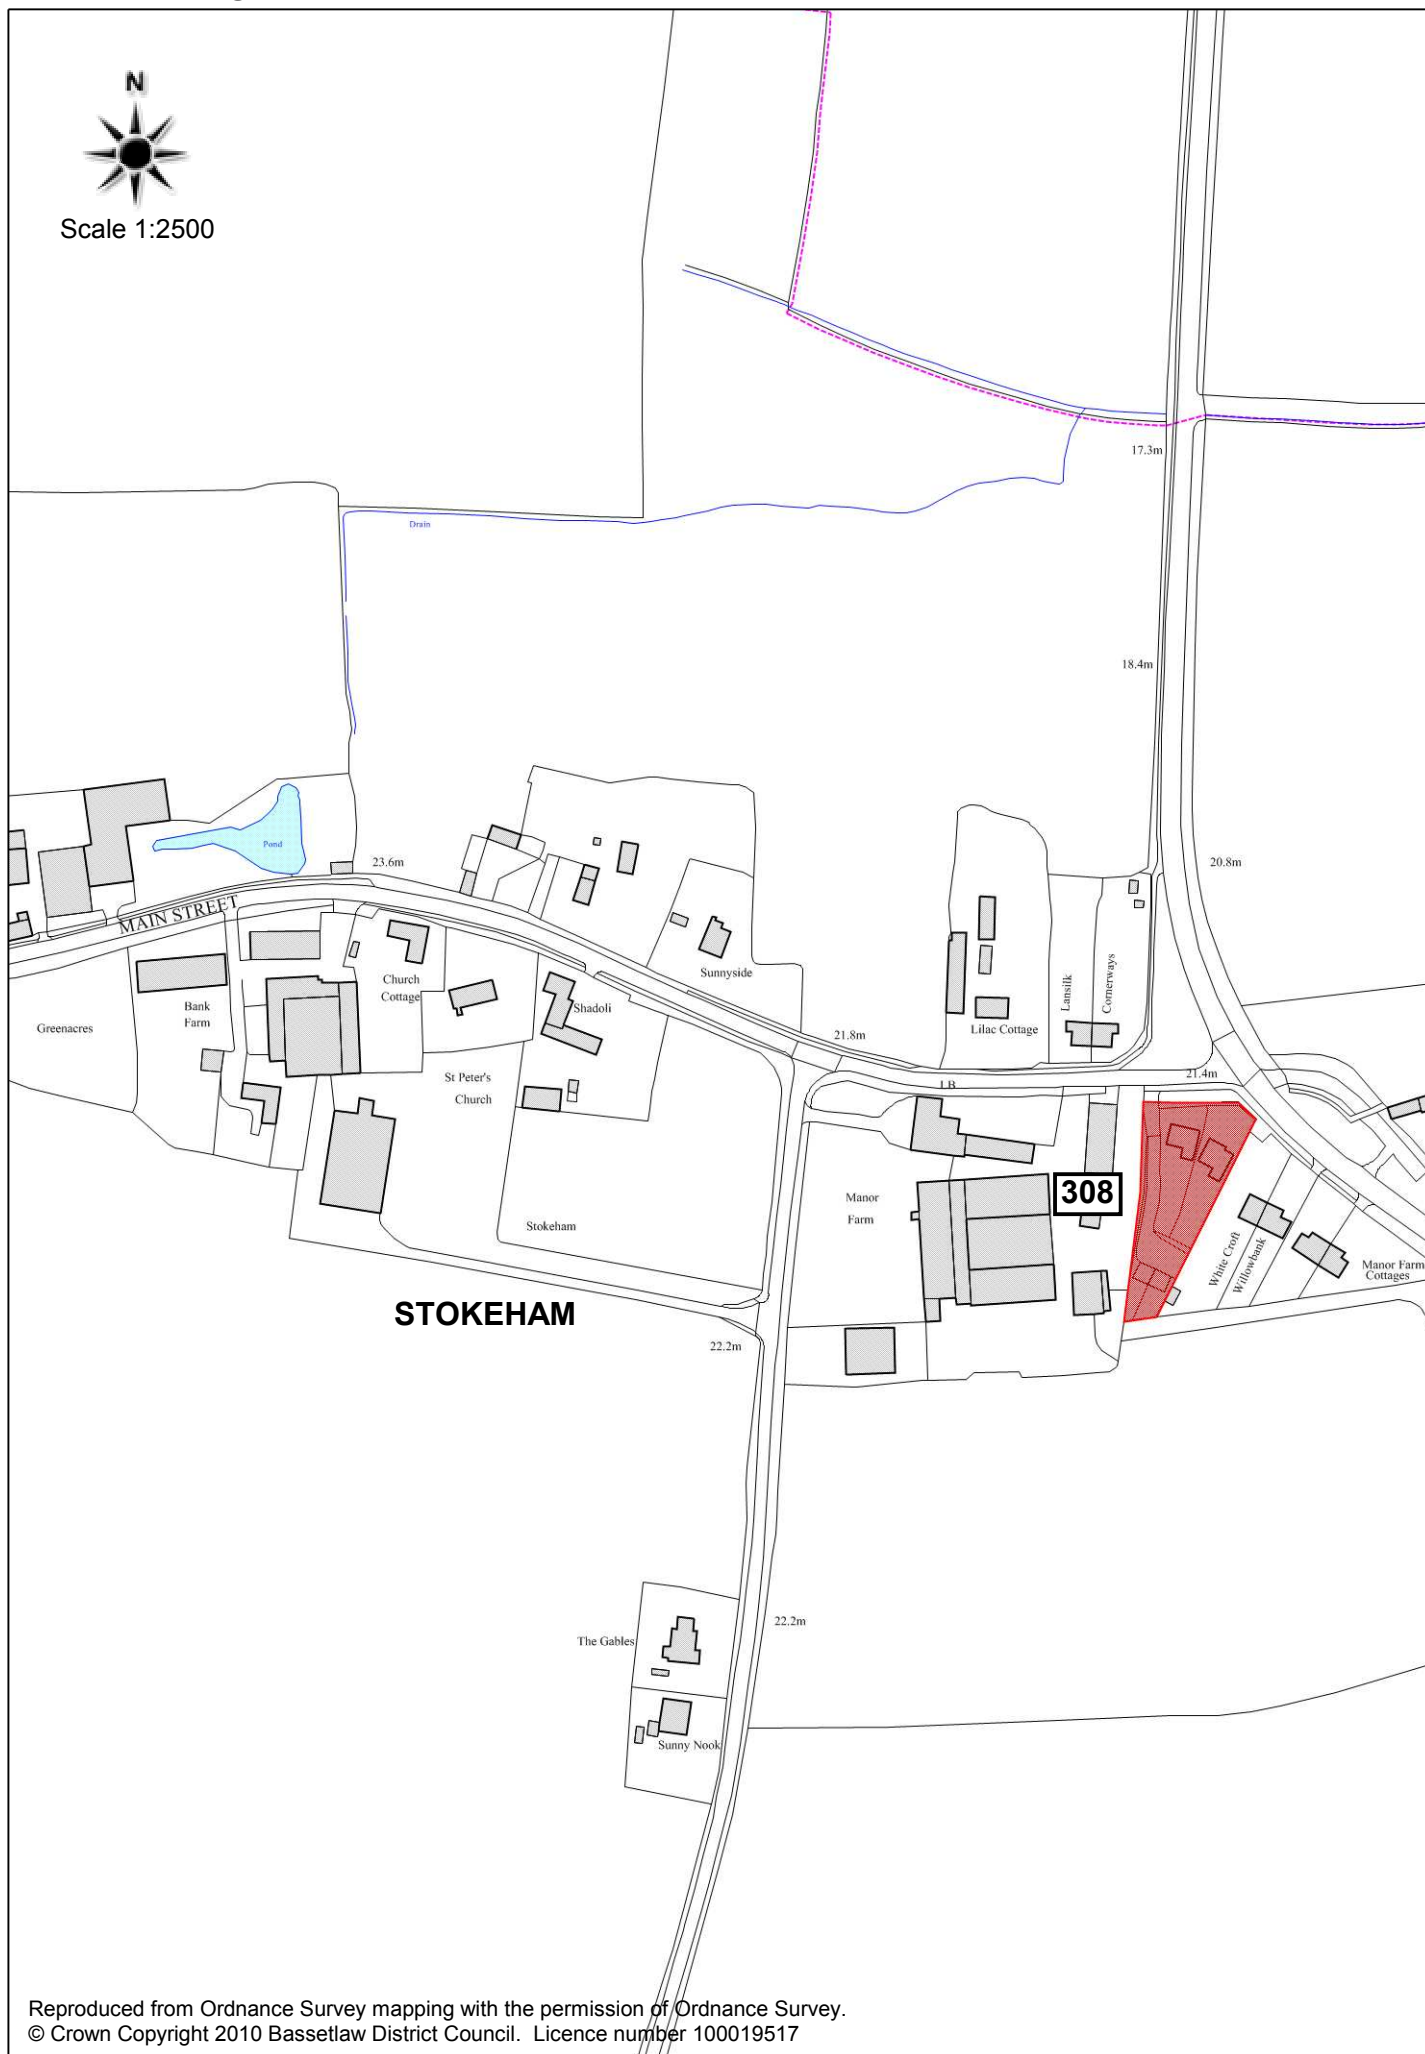 N
Scale 1:2500
17.3m
Drain
18.4m
Pond
23.6m
20.8m
MAIN STREET
Sunnyside
Church
Cottage
Lansilk
Cornerways
Bank
Farm
Shadoli
Greenacres
Lilac Cottage
21.8m
21.4m
St Peter's
Church
LB
308
Manor
Farm
Stokeham
White Croft
Willowbank
Manor Farm
Cottages
STOKEHAM
22.2m
22.2m
The Gables
Sunny Nook
Reproduced from Ordnance Survey mapping with the permission of Ordnance Survey.
© Crown Copyright 2010 Bassetlaw District Council.  Licence number 100019517